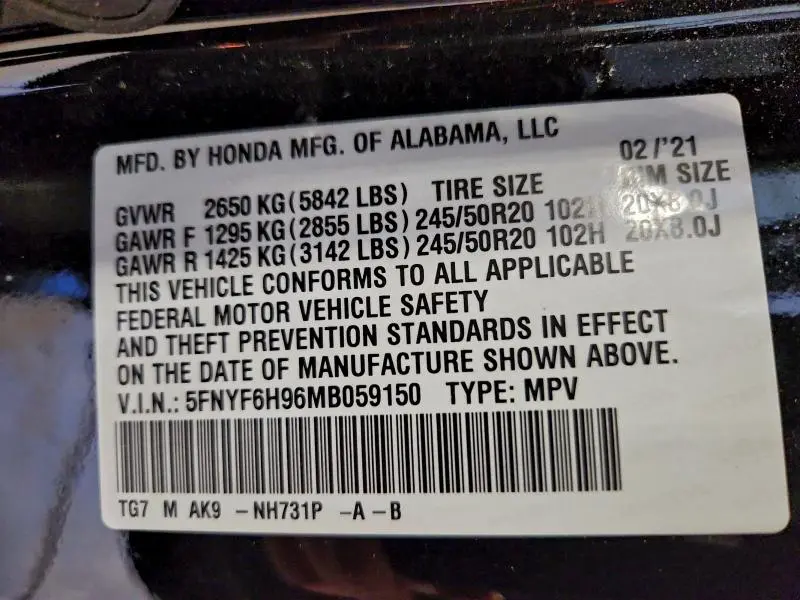 MFD. BY HONDA MFG. OF ALABAMA, LLC 02/'21
GVWR 2650 KG(5842 LBS) TIRE SIZE RIM SIZE
GAWR F 1295 KG(2855 LBS) 245/50R20 102H 20X8.0J
GAWR R 1425 KG(3142 LBS) 245/50R20 102H 20X8.0J
THIS VEHICLE CONFORMS TO ALL APPLICABLE
FEDERAL MOTOR VEHICLE SAFETY
AND THEFT PREVENTION STANDARDS IN EFFECT
ON THE DATE OF MANUFACTURE SHOWN ABOVE.
V.I.N.: 5FNYF6H96MB059150 TYPE: MPV
TG7 M AK9 -NH731P -A -B